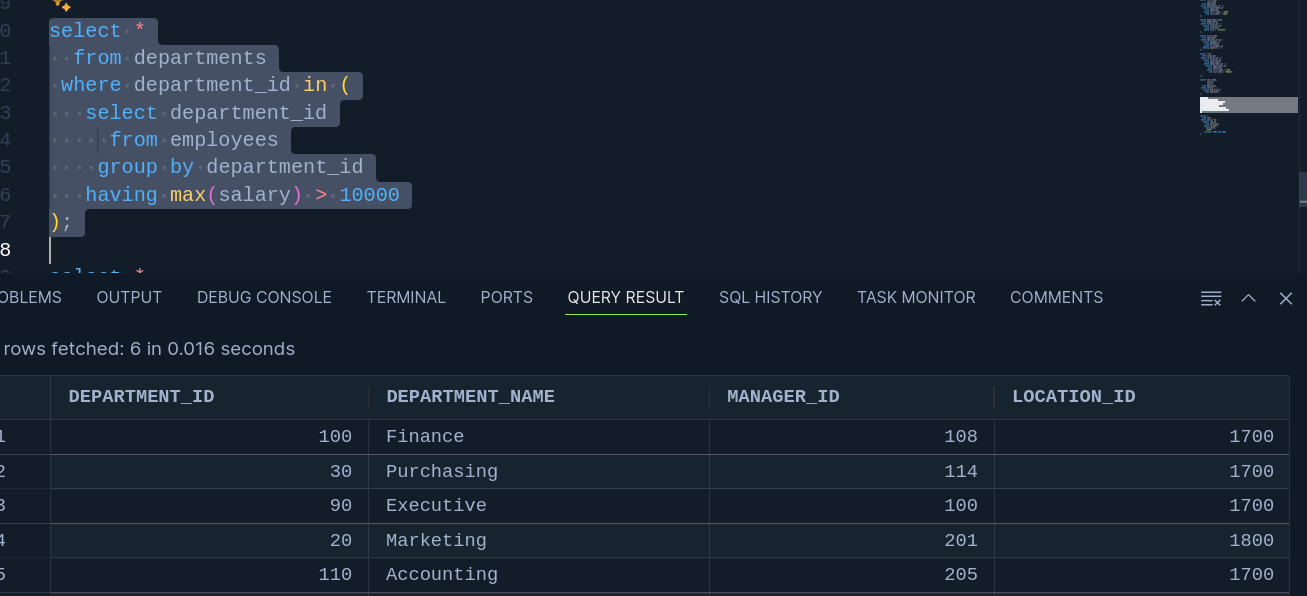 9
0 select *
1 from departments
2 where department_id in (
3 select department_id
4 from employees
5 group by department_id
6 having max(salary) > 10000
7 );
8
select *
OBLEMS OUTPUT DEBUG CONSOLE TERMINAL PORTS QUERY RESULT SQL HISTORY TASK MONITOR COMMENTS
rows fetched: 6 in 0.016 seconds
DEPARTMENT_ID DEPARTMENT_NAME MANAGER_ID LOCATION_ID
1 100 Finance 108 1700
2 30 Purchasing 114 1700
3 90 Executive 100 1700
4 20 Marketing 201 1800
5 110 Accounting 205 1700